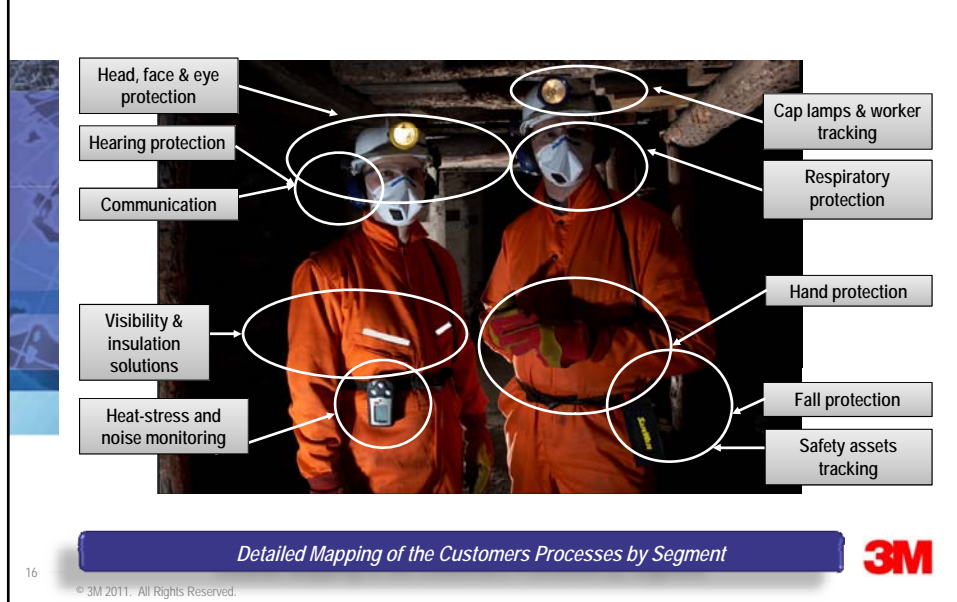 Head, face & eye
protection
Hearing protection
Communication
Visibility &
insulation
solutions
Heat-stress and
noise monitoring
Cap lamps & worker
tracking
Respiratory
protection
Hand protection
Fall protection
Safety assets
tracking
Detailed Mapping of the Customers Processes by Segment
3M
16
© 3M 2011. All Rights Reserved.